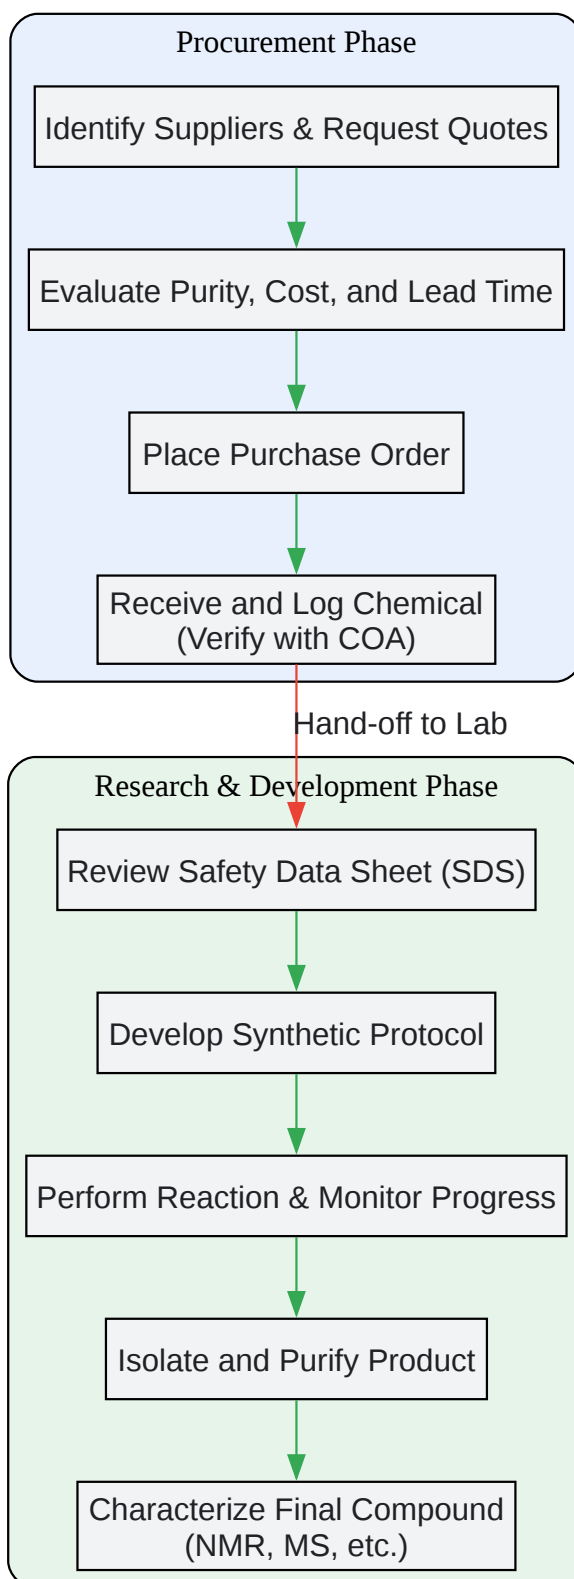 Procurement Phase
Identify Suppliers & Request Quotes
Evaluate Purity, Cost, and Lead Time
Place Purchase Order
Receive and Log Chemical
(Verify with COA)
Hand-off to Lab
Research & Development Phase
Review Safety Data Sheet (SDS)
Develop Synthetic Protocol
Perform Reaction & Monitor Progress
Isolate and Purify Product
Characterize Final Compound
(NMR, MS, etc.)